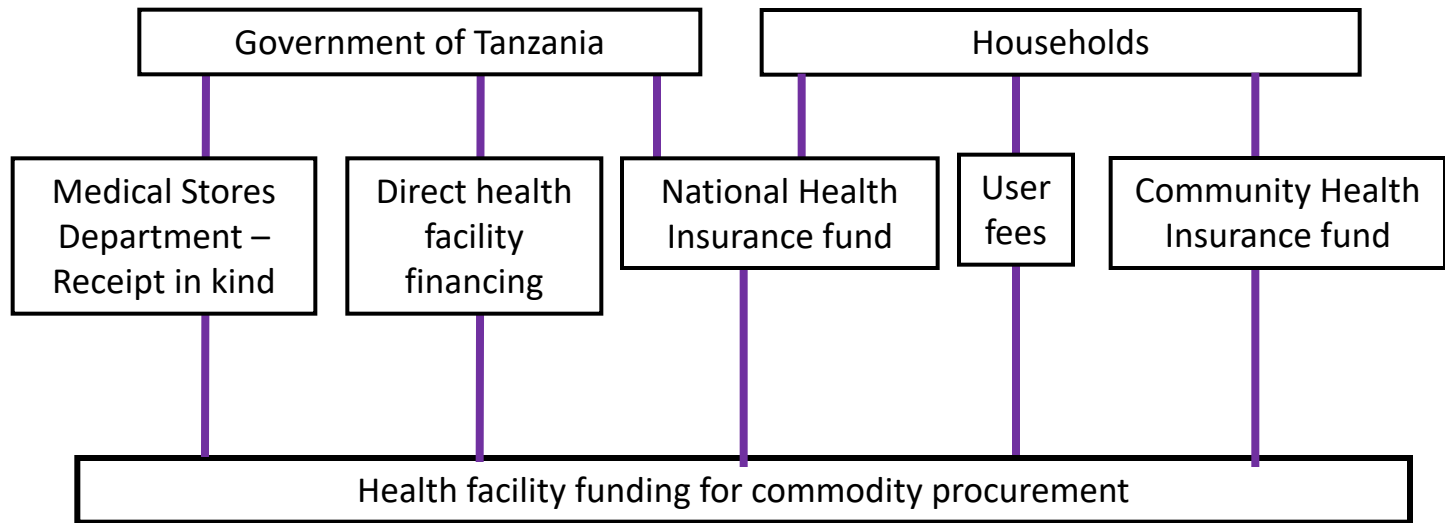 Government of Tanzania
Households
Medical Stores
Department –
Receipt in kind
Direct health
facility
financing
National Health
Insurance fund
User
fees
Community Health
Insurance fund
Health facility funding for commodity procurement